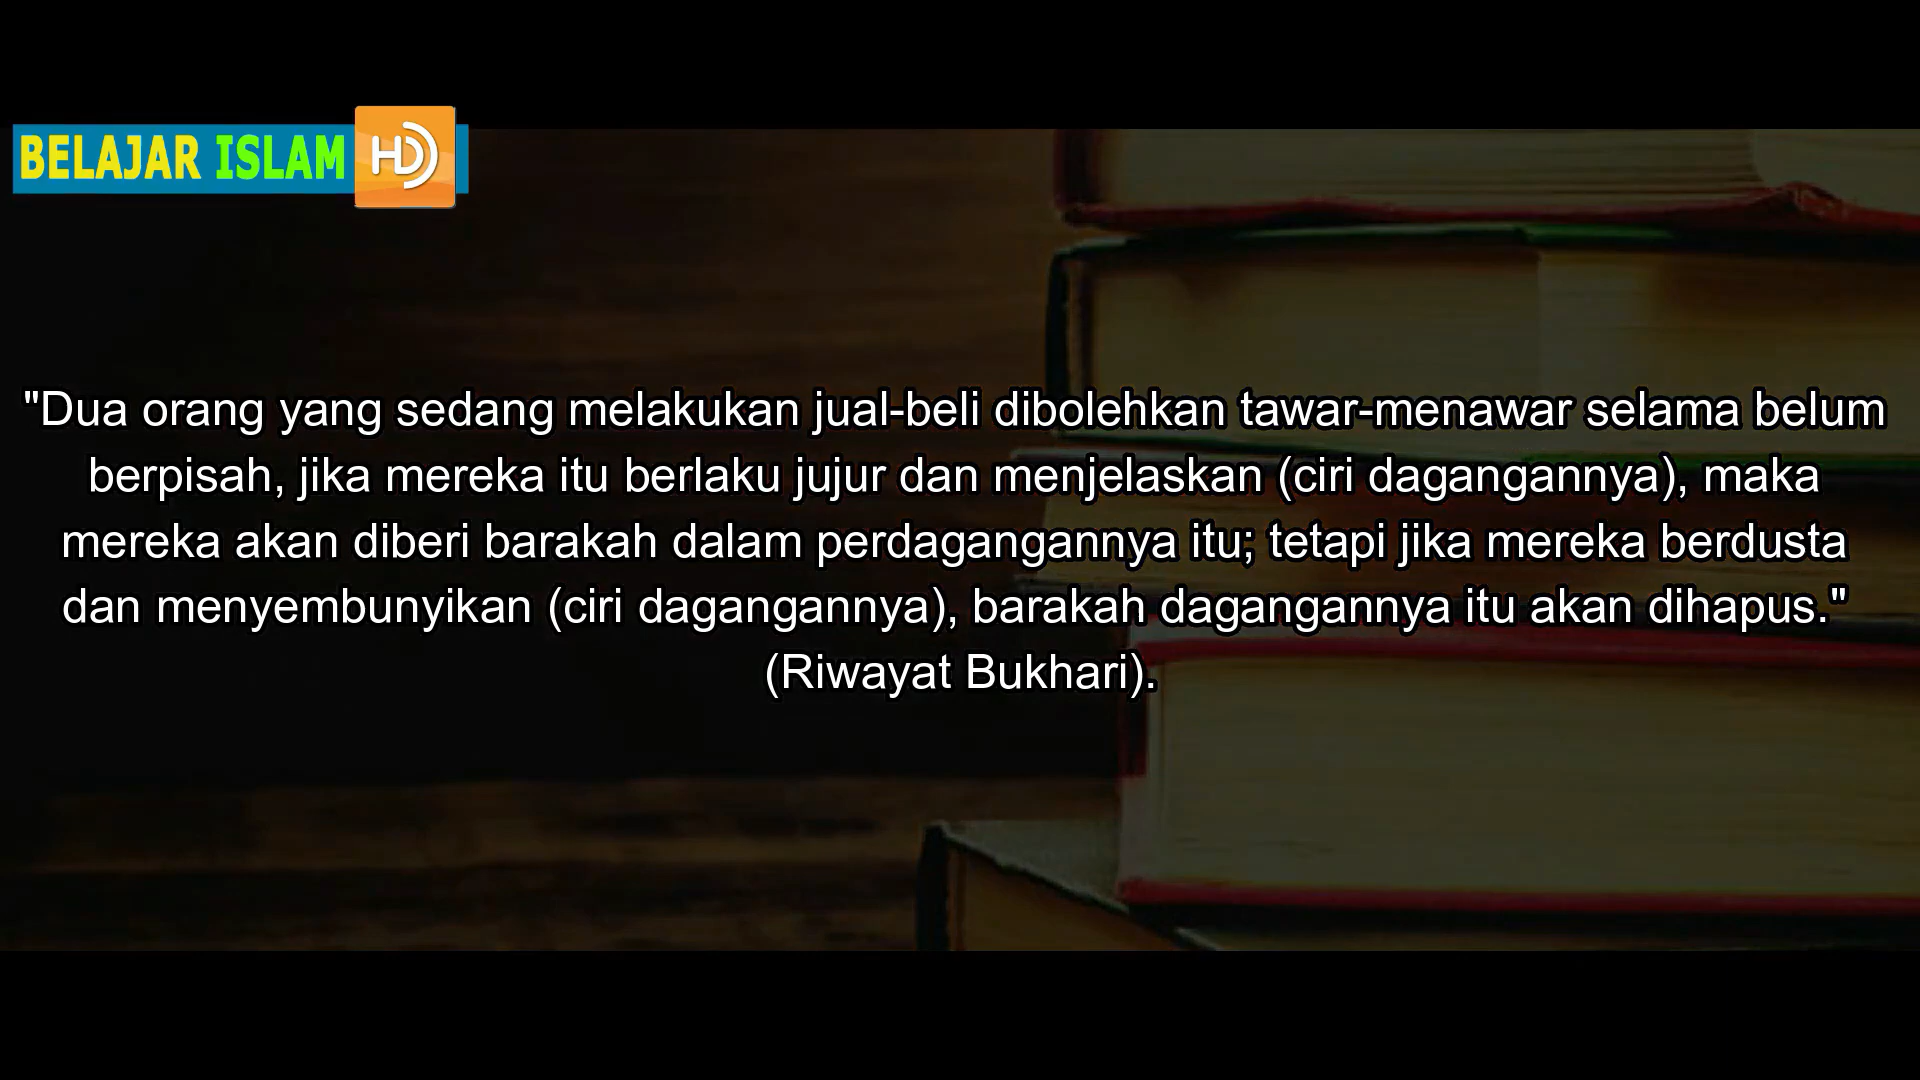 BELAJAR ISLAM HD
"Dua orang yang sedang melakukan jual-beli dibolehkan tawar-menawar selama belum
berpisah, jika mereka itu berlaku jujur dan menjelaskan (ciri dagangannya), maka
mereka akan diberi barakah dalam perdagangannya itu; tetapi jika mereka berdusta
dan menyembunyikan (ciri dagangannya), barakah dagangannya itu akan dihapus."
(Riwayat Bukhari).